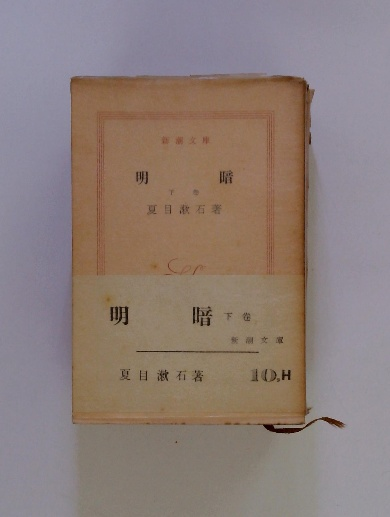 新潮文庫
明 暗
下巻
夏目漱石著
明 暗 下巻
新潮文庫
夏目漱石著 10,H